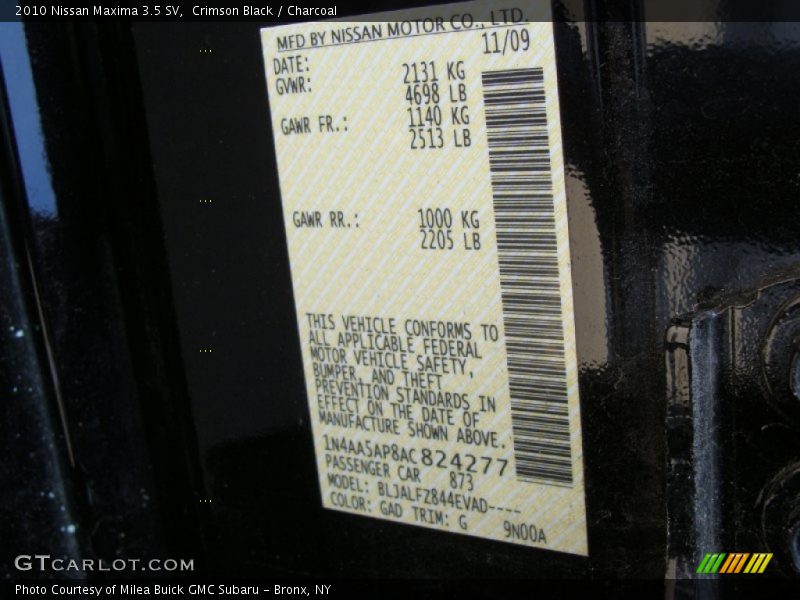 2010 Nissan Maxima 3.5 SV, Crimson Black / Charcoal
MFD BY NISSAN MOTOR CO., LTD.
DATE: 11/09
GVWR: 2131 KG
4698 LB
GAWR FR.: 1140 KG
2513 LB
GAWR RR.: 1000 KG
2205 LB
THIS VEHICLE CONFORMS TO
ALL APPLICABLE FEDERAL
MOTOR VEHICLE SAFETY,
BUMPER, AND THEFT
PREVENTION STANDARDS IN
EFFECT ON THE DATE OF
MANUFACTURE SHOWN ABOVE.
1N4AA5AP8AC824277
PASSENGER CAR 873
MODEL: BLJALFZ844EVAD----
COLOR: GAD TRIM: G 9N00A
GTCARLOT.COM
Photo Courtesy of Milea Buick GMC Subaru - Bronx, NY